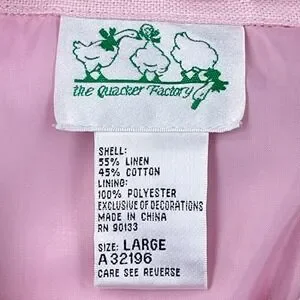 the Quacker Factory
SHELL:
55% LINEN
45% COTTON
LINING:
100% POLYESTER
EXCLUSIVE OF DECORATIONS
MADE IN CHINA
RN 90133
SIZE: LARGE
A32196
CARE SEE REVERSE